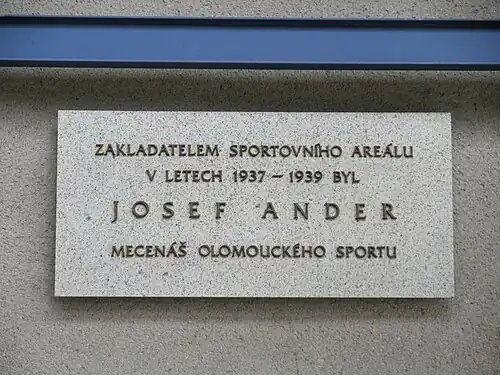 ZAKLADATELEM SPORTOVNÍHO AREÁLU
V LETECH 1937 – 1939 BYL
JOSEF ANDER
MECENÁŠ OLOMOUCKÉHO SPORTU